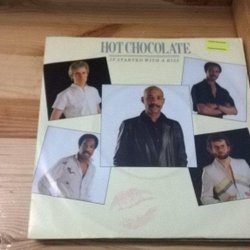 HOT CHOCOLATE
IT STARTED WITH A KISS